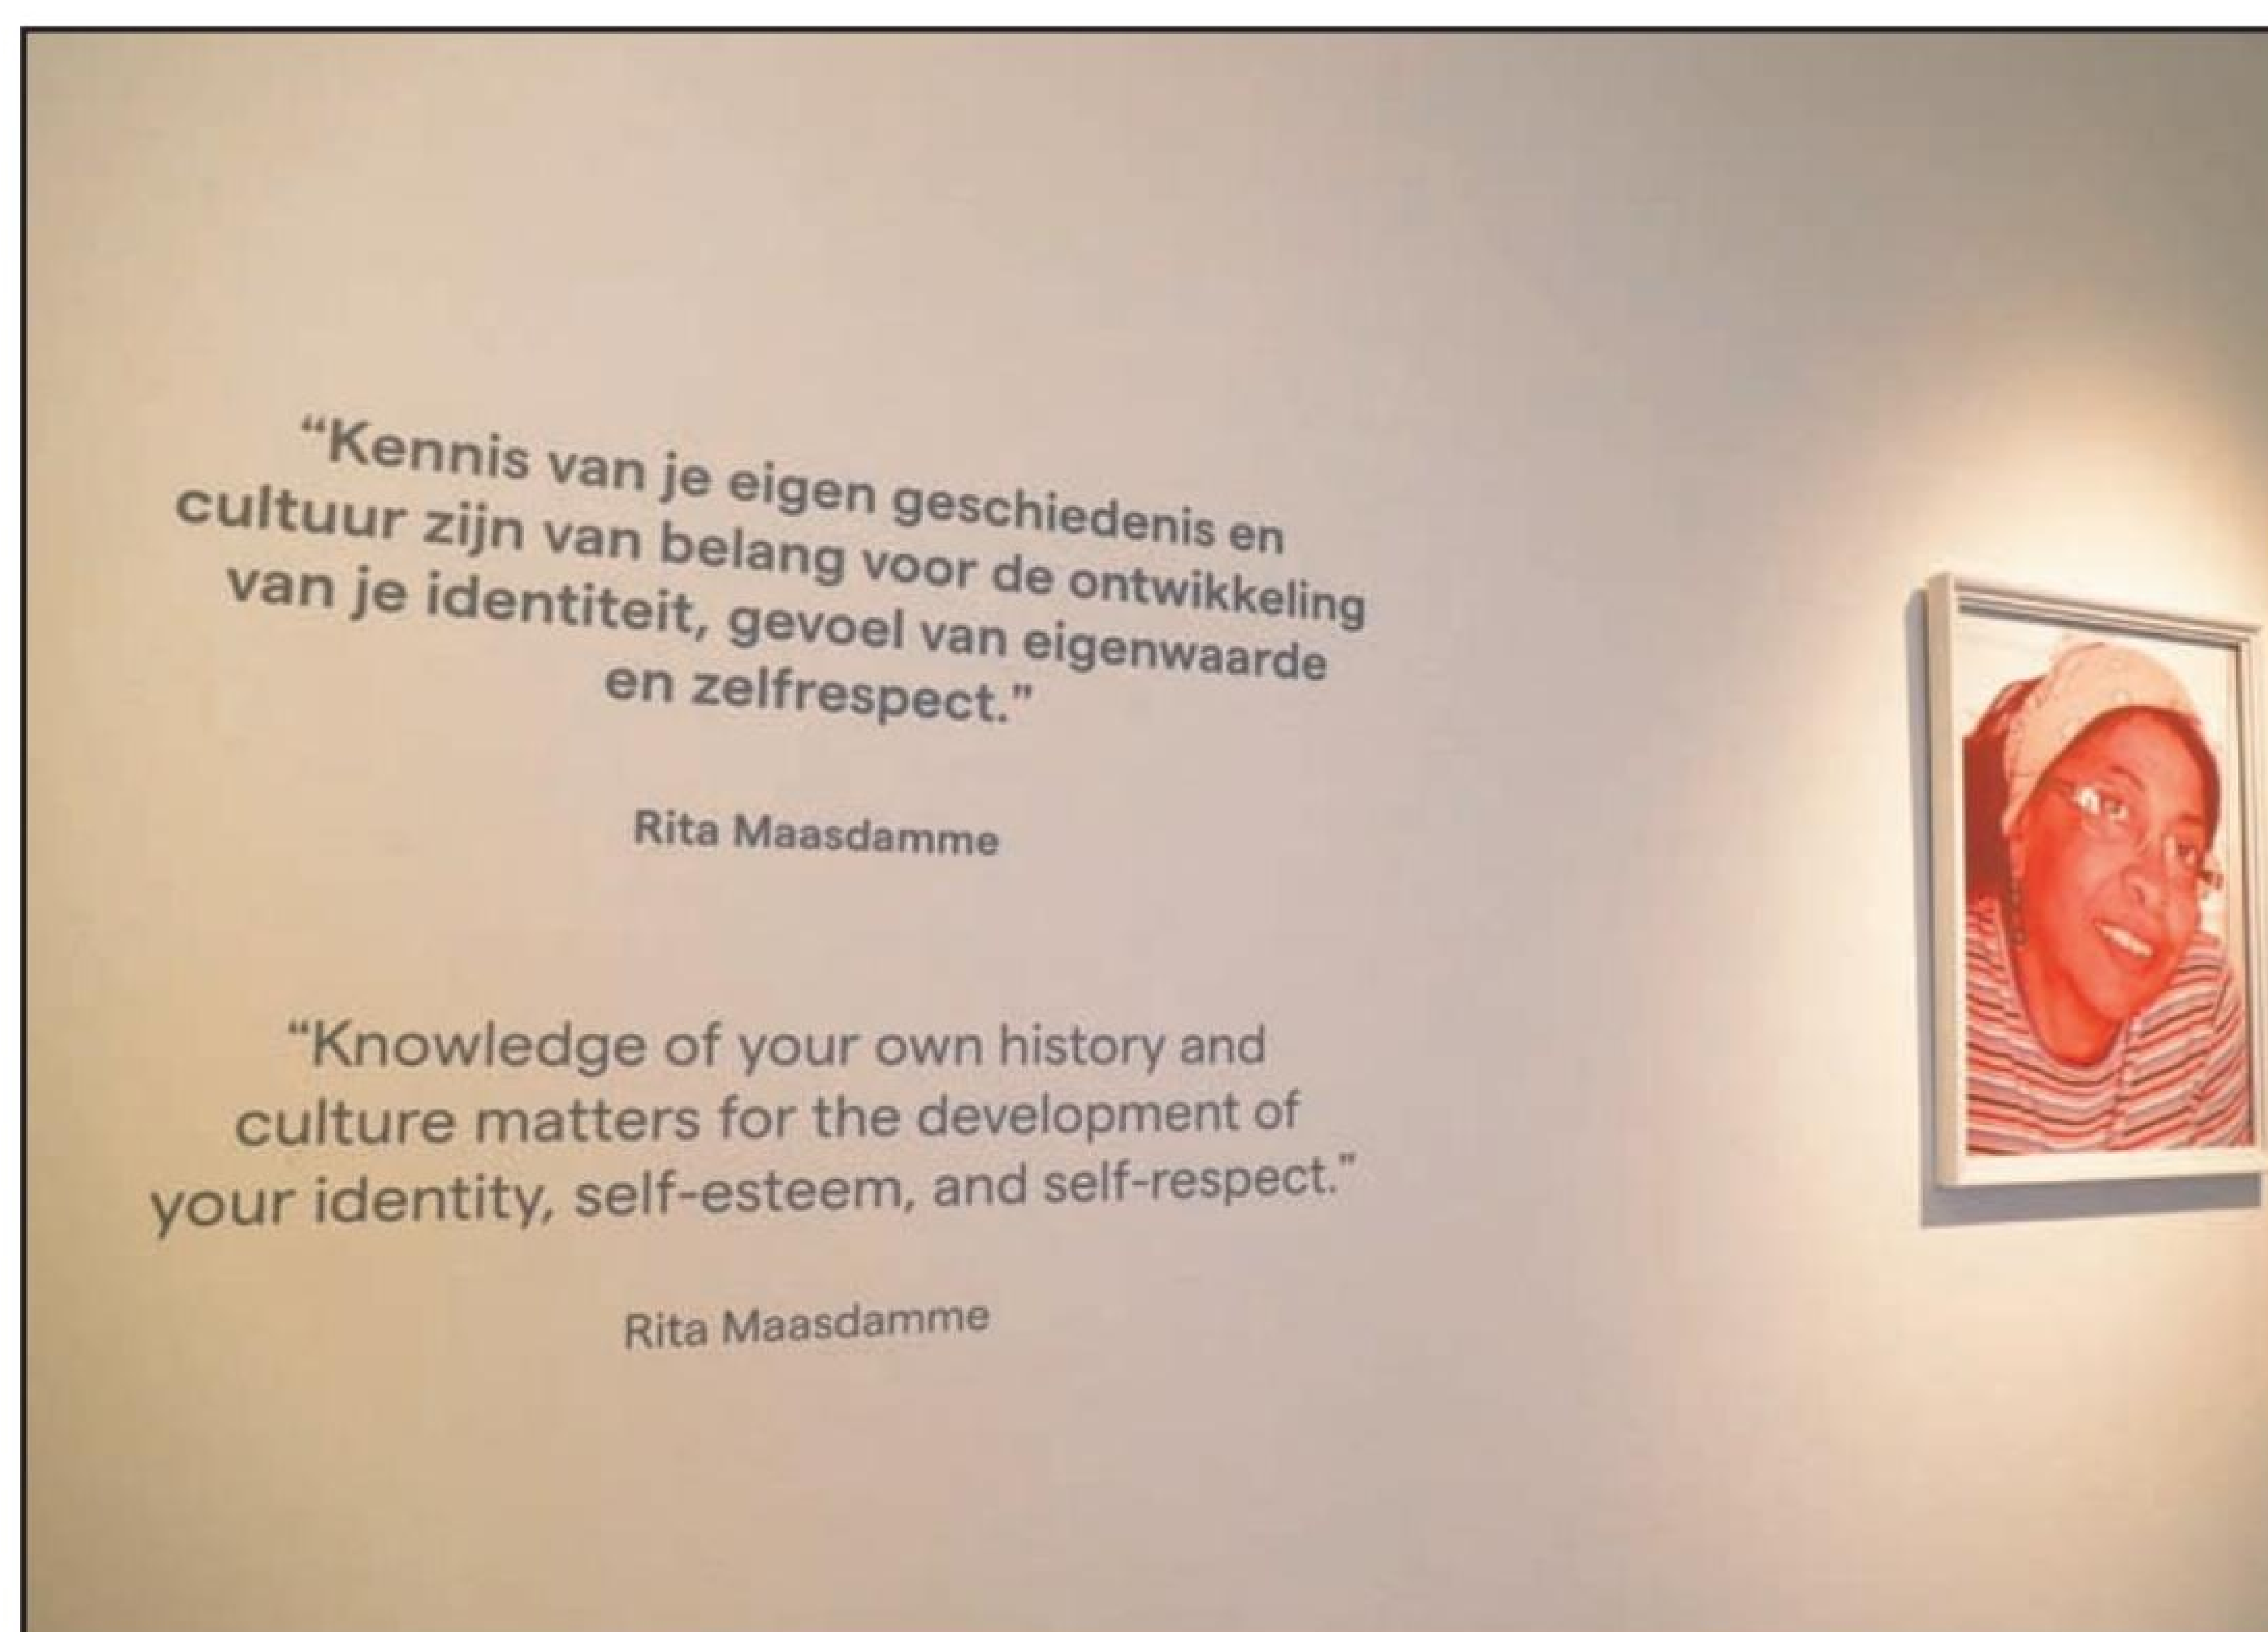 “Kennis van je eigen geschiedenis en
cultuur zijn van belang voor de ontwikkeling
van je identiteit, gevoel van eigenwaarde
en zelfrespect.”
Rita Maasdamme
“Knowledge of your own history and
culture matters for the development of
your identity, self-esteem, and self-respect.”
Rita Maasdamme